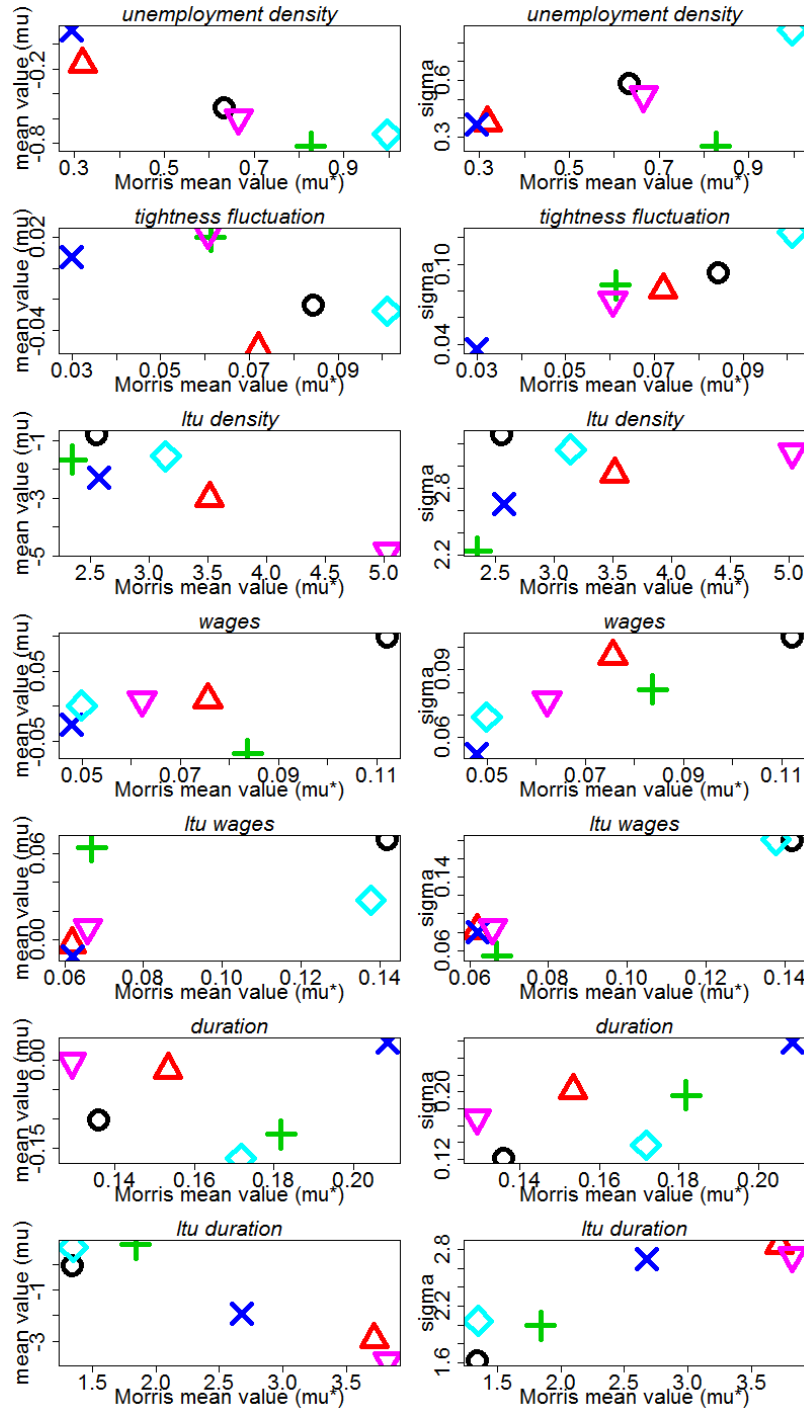 unemployment density
mean value (mu)
-0.2
-0.8
0.3 0.5 0.7 0.9
Morris mean value (mu*)
unemployment density
sigma
0.6
0.3
0.3 0.5 0.7 0.9
Morris mean value (mu*)
tightness fluctuation
mean value (mu)
0.02
-0.04
0.03 0.05 0.07 0.09
Morris mean value (mu*)
tightness fluctuation
sigma
0.10
0.04
0.03 0.05 0.07 0.09
Morris mean value (mu*)
ltu density
mean value (mu)
-1
-3
-5
2.5 3.0 3.5 4.0 4.5 5.0
Morris mean value (mu*)
ltu density
sigma
2.8
2.2
2.5 3.0 3.5 4.0 4.5 5.0
Morris mean value (mu*)
wages
mean value (mu)
0.05
-0.05
0.05 0.07 0.09 0.11
Morris mean value (mu*)
wages
sigma
0.09
0.06
0.05 0.07 0.09 0.11
Morris mean value (mu*)
ltu wages
mean value (mu)
0.06
0.00
0.06 0.08 0.10 0.12 0.14
Morris mean value (mu*)
ltu wages
sigma
0.14
0.06
0.06 0.08 0.10 0.12 0.14
Morris mean value (mu*)
duration
mean value (mu)
0.00
-0.15
0.14 0.16 0.18 0.20
Morris mean value (mu*)
duration
sigma
0.20
0.12
0.14 0.16 0.18 0.20
Morris mean value (mu*)
ltu duration
mean value (mu)
-1
-3
1.5 2.0 2.5 3.0 3.5
Morris mean value (mu*)
ltu duration
sigma
2.8
2.2
1.6
1.5 2.0 2.5 3.0 3.5
Morris mean value (mu*)